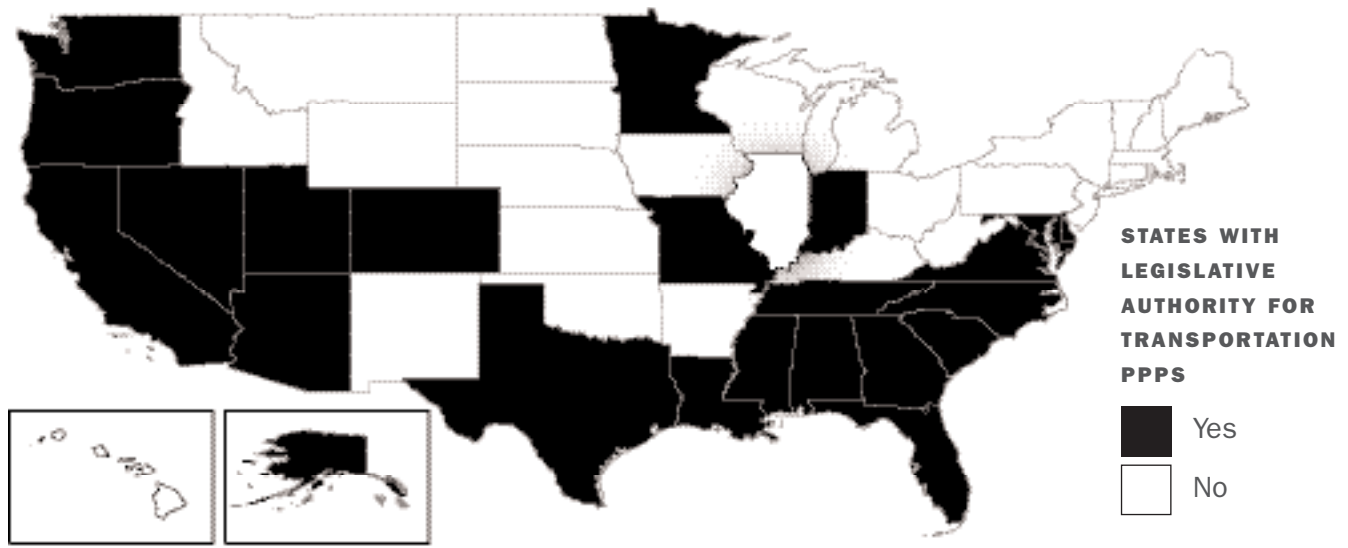 STATES WITH
LEGISLATIVE
AUTHORITY FOR
TRANSPORTATION
PPPS
Yes
No